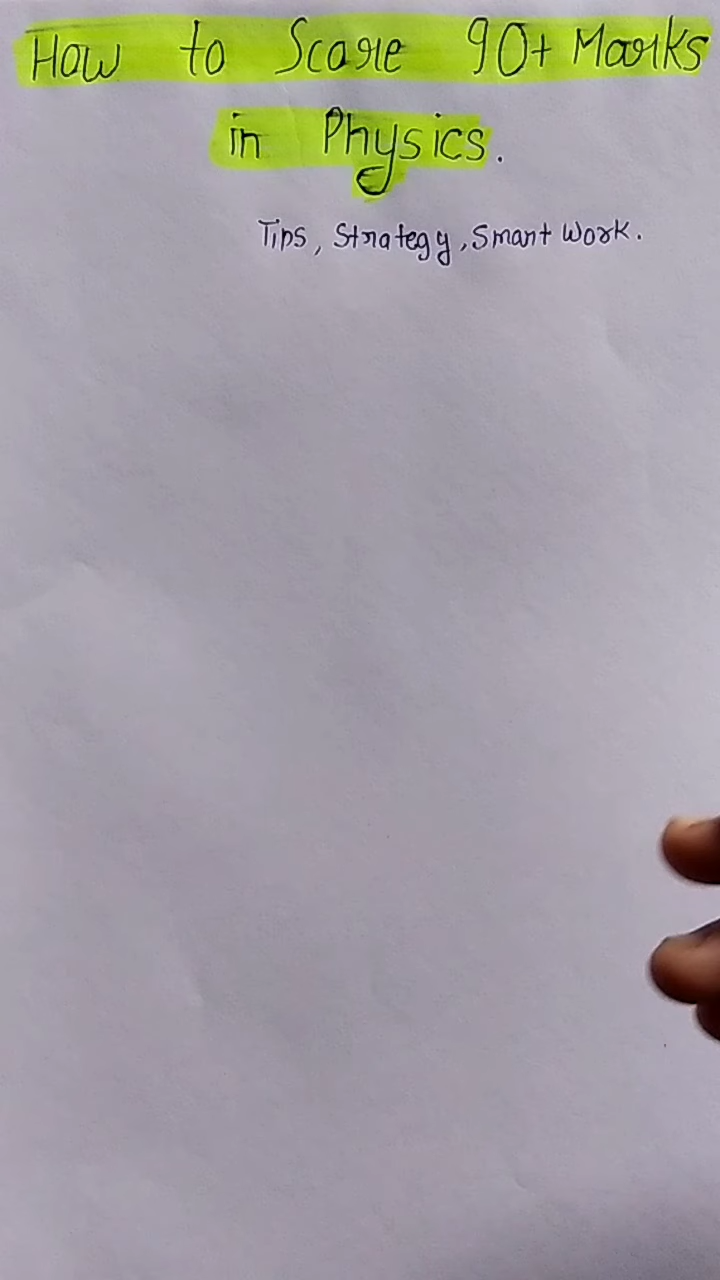 How to Score 90+ Marks
in Physics.
Tips, Strategy, Smart Work.